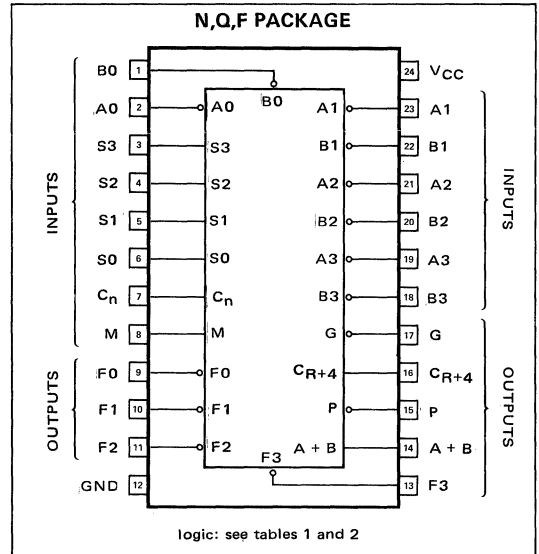 N,Q,F PACKAGE
B0 1 B0 24 VCC
A0 2 A0 A1 23 A1
S3 3 S3 B1 22 B1
S2 4 S2 A2 21 A2
S1 5 S1 B2 20 B2
S0 6 S0 A3 19 A3
Cn 7 Cn B3 18 B3
M 8 M G 17 G
F0 9 F0 CR+4 16 CR+4
F1 10 F1 P 15 P
F2 11 F2 A + B 14 A + B
GND 12 F3 13 F3
INPUTS
OUTPUTS
INPUTS
OUTPUTS
logic: see tables 1 and 2